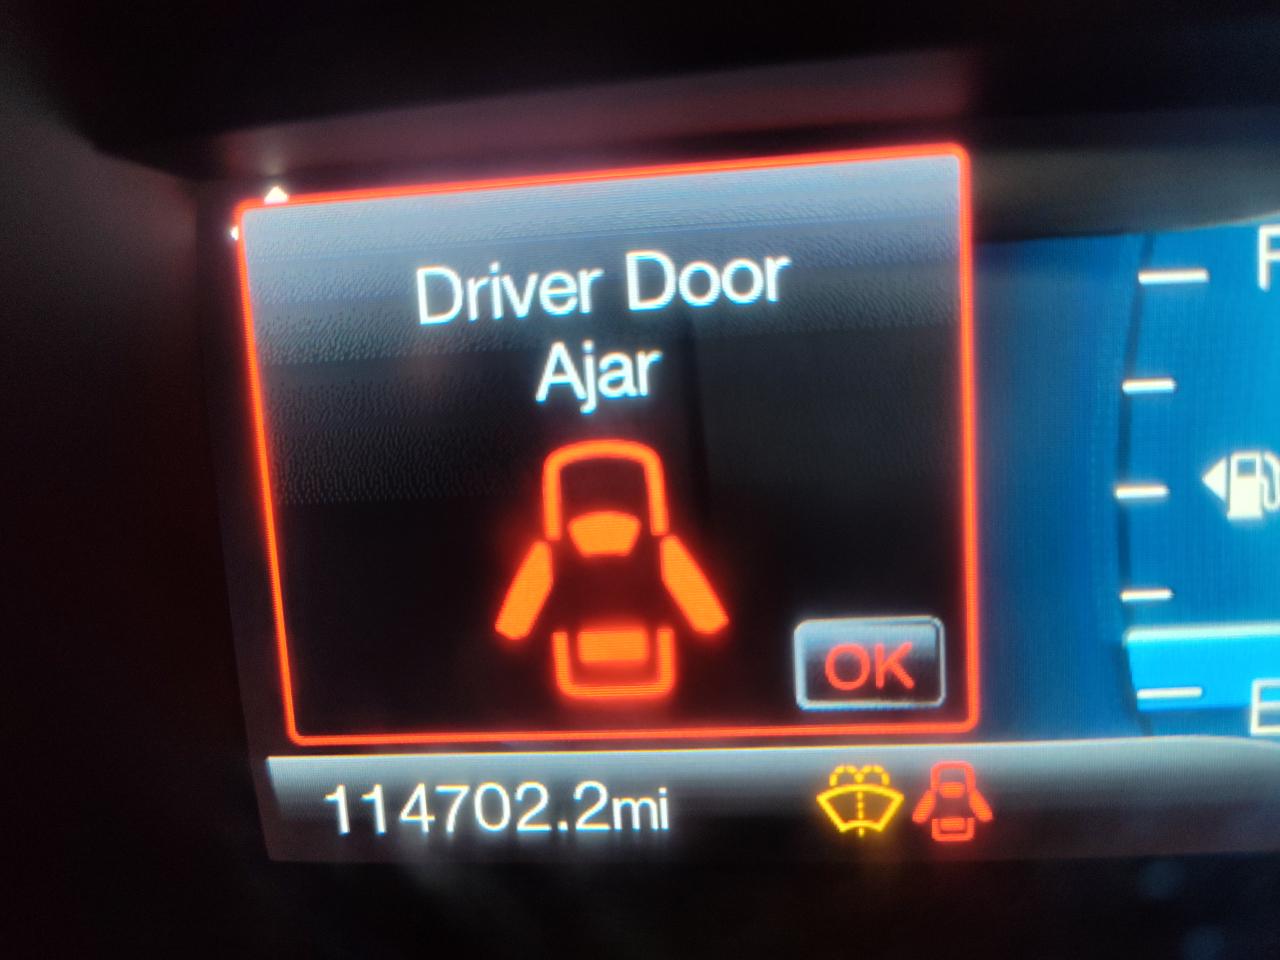 Driver Door
Ajar
OK
F
E
114702.2mi